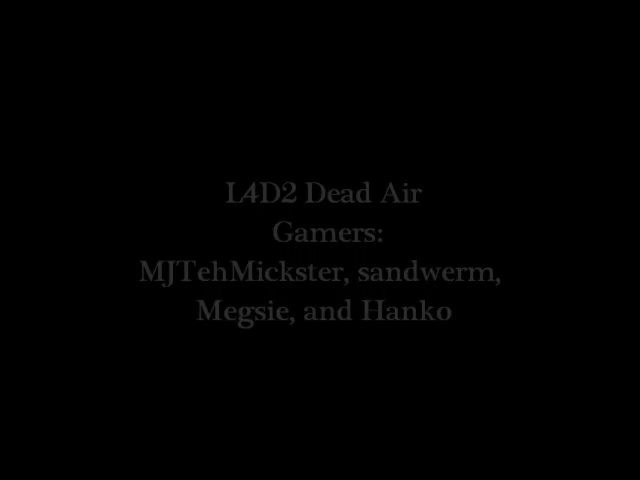 L4D2 Dead Air
Gamers:
MJTehMickster, sandwerm,
Megsie, and Hanko